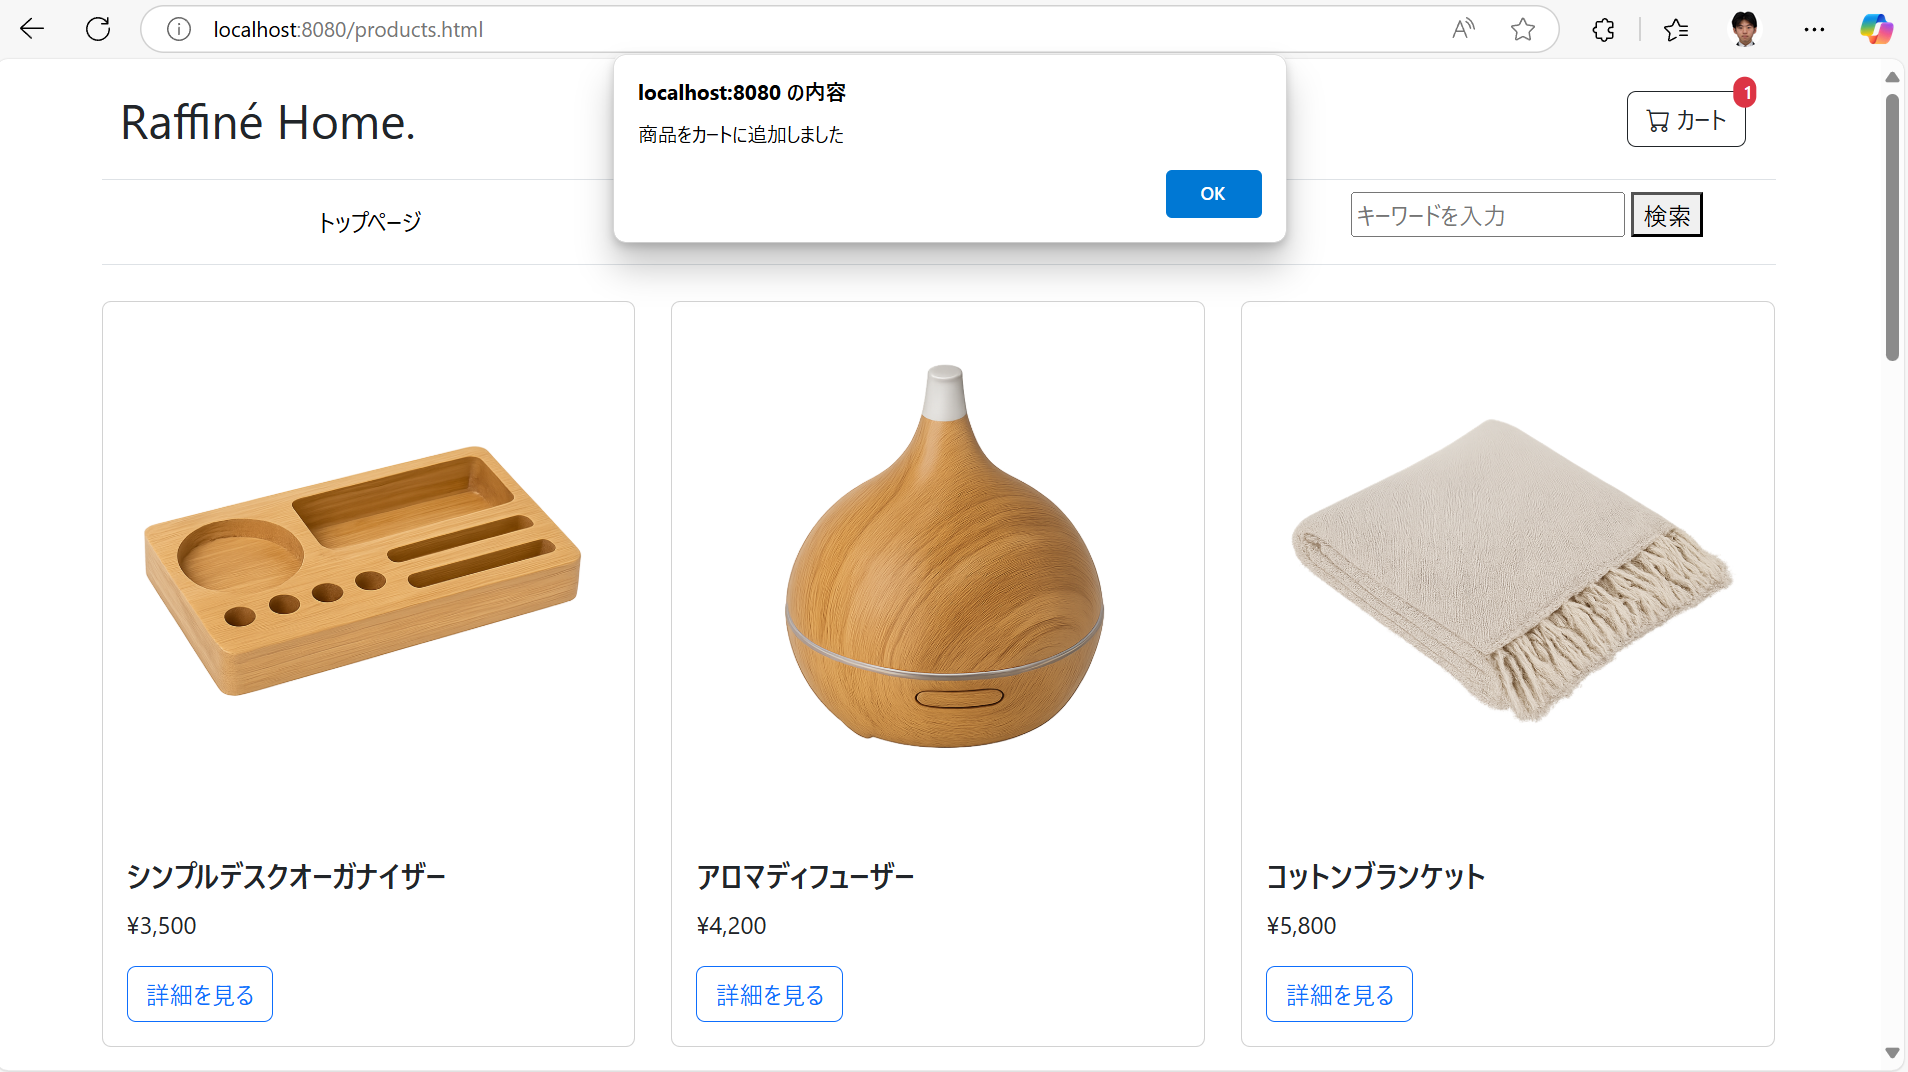 localhost:8080/products.html
localhost:8080 の内容
商品をカートに追加しました
OK
Raffiné Home.
カート
1
トップページ
キーワードを入力
検索
シンプルデスクオーガナイザー
¥3,500
詳細を見る
アロマディフューザー
¥4,200
詳細を見る
コットンブランケット
¥5,800
詳細を見る